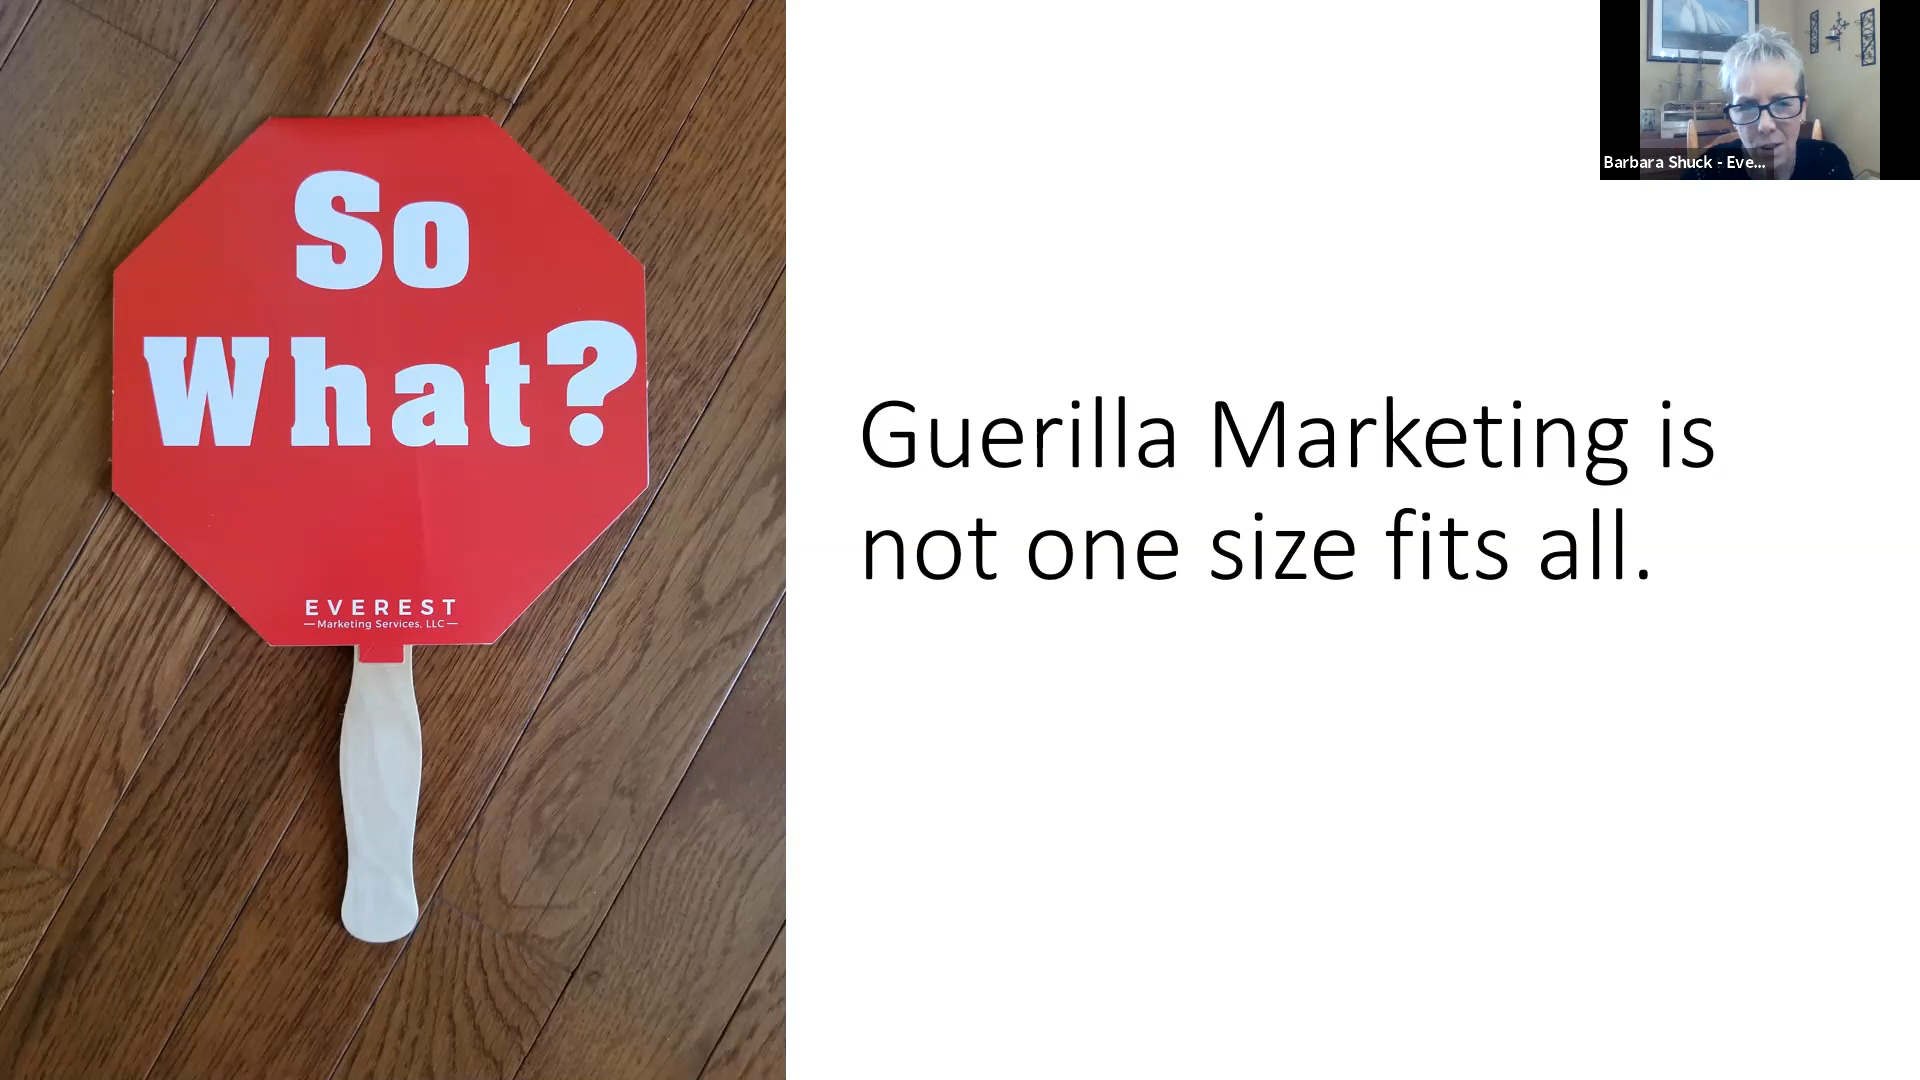 So
What?
EVEREST
Marketing Services, LLC
Guerilla Marketing is
not one size fits all.
Barbara Shuck - Eve...